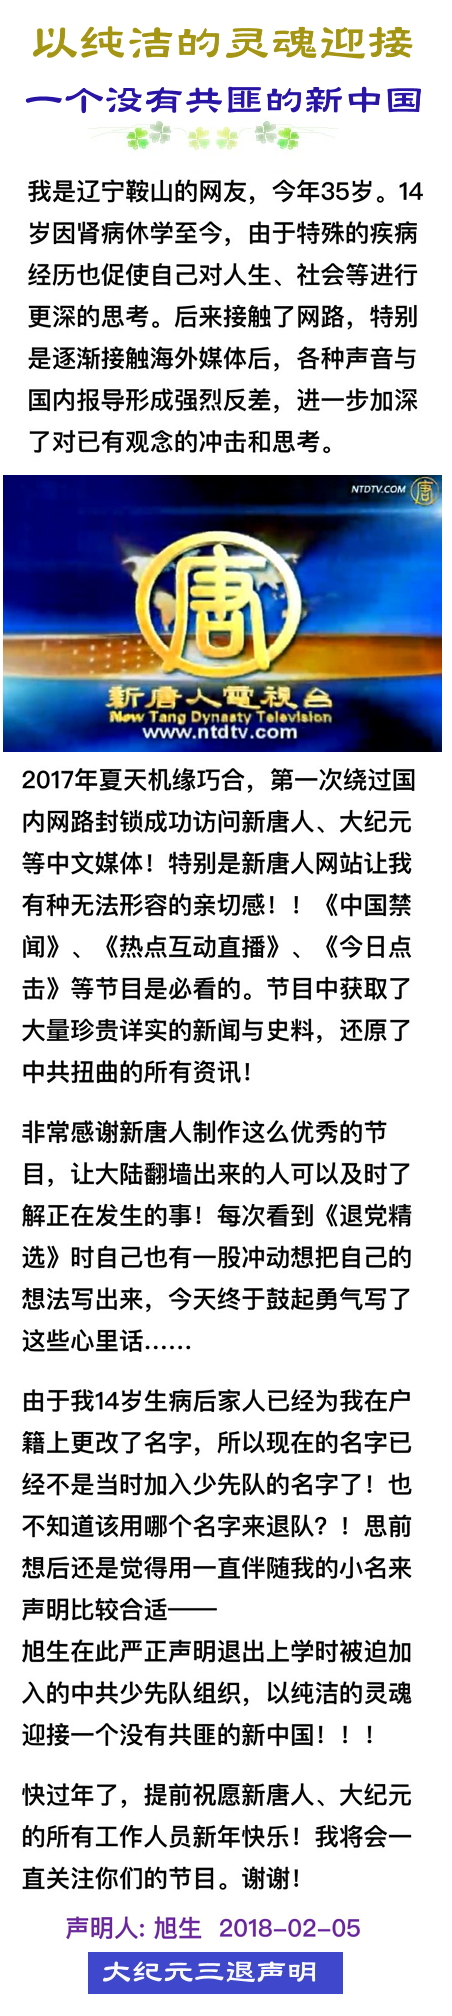 以纯洁的灵魂迎接
一个没有共匪的新中国
我是辽宁鞍山的网友，今年35岁。14
岁因肾病休学至今，由于特殊的疾病
经历也促使自己对人生、社会等进行
更深的思考。后来接触了网路，特别
是逐渐接触海外媒体后，各种声音与
国内报导形成强烈反差，进一步加深
了对已有观念的冲击和思考。
NTDTV.COM 唐
唐
新唐人電視台
New Tang Dynasty Television
www.ntdtv.com
2017年夏天机缘巧合，第一次绕过国
内网路封锁成功访问新唐人、大纪元
等中文媒体！特别是新唐人网站让我
有种无法形容的亲切感！！《中国禁
闻》、《热点互动直播》、《今日点
击》等节目是必看的。节目中获取了
大量珍贵详实的新闻与史料，还原了
中共扭曲的所有资讯！
非常感谢新唐人制作这么优秀的节
目，让大陆翻墙出来的人可以及时了
解正在发生的事！每次看到《退党精
选》时自己也有一股冲动想把自己的
想法写出来，今天终于鼓起勇气写了
这些心里话……
由于我14岁生病后家人已经为我在户
籍上更改了名字，所以现在的名字已
经不是当时加入少先队的名字了！也
不知道该用哪个名字来退队？！思前
想后还是觉得用一直伴随我的小名来
声明比较合适——
旭生在此严正声明退出上学时被迫加
入的中共少先队组织，以纯洁的灵魂
迎接一个没有共匪的新中国！！！
快过年了，提前祝愿新唐人、大纪元
的所有工作人员新年快乐！我将会一
直关注你们的节目。谢谢！
声明人: 旭生 2018-02-05
大纪元三退声明